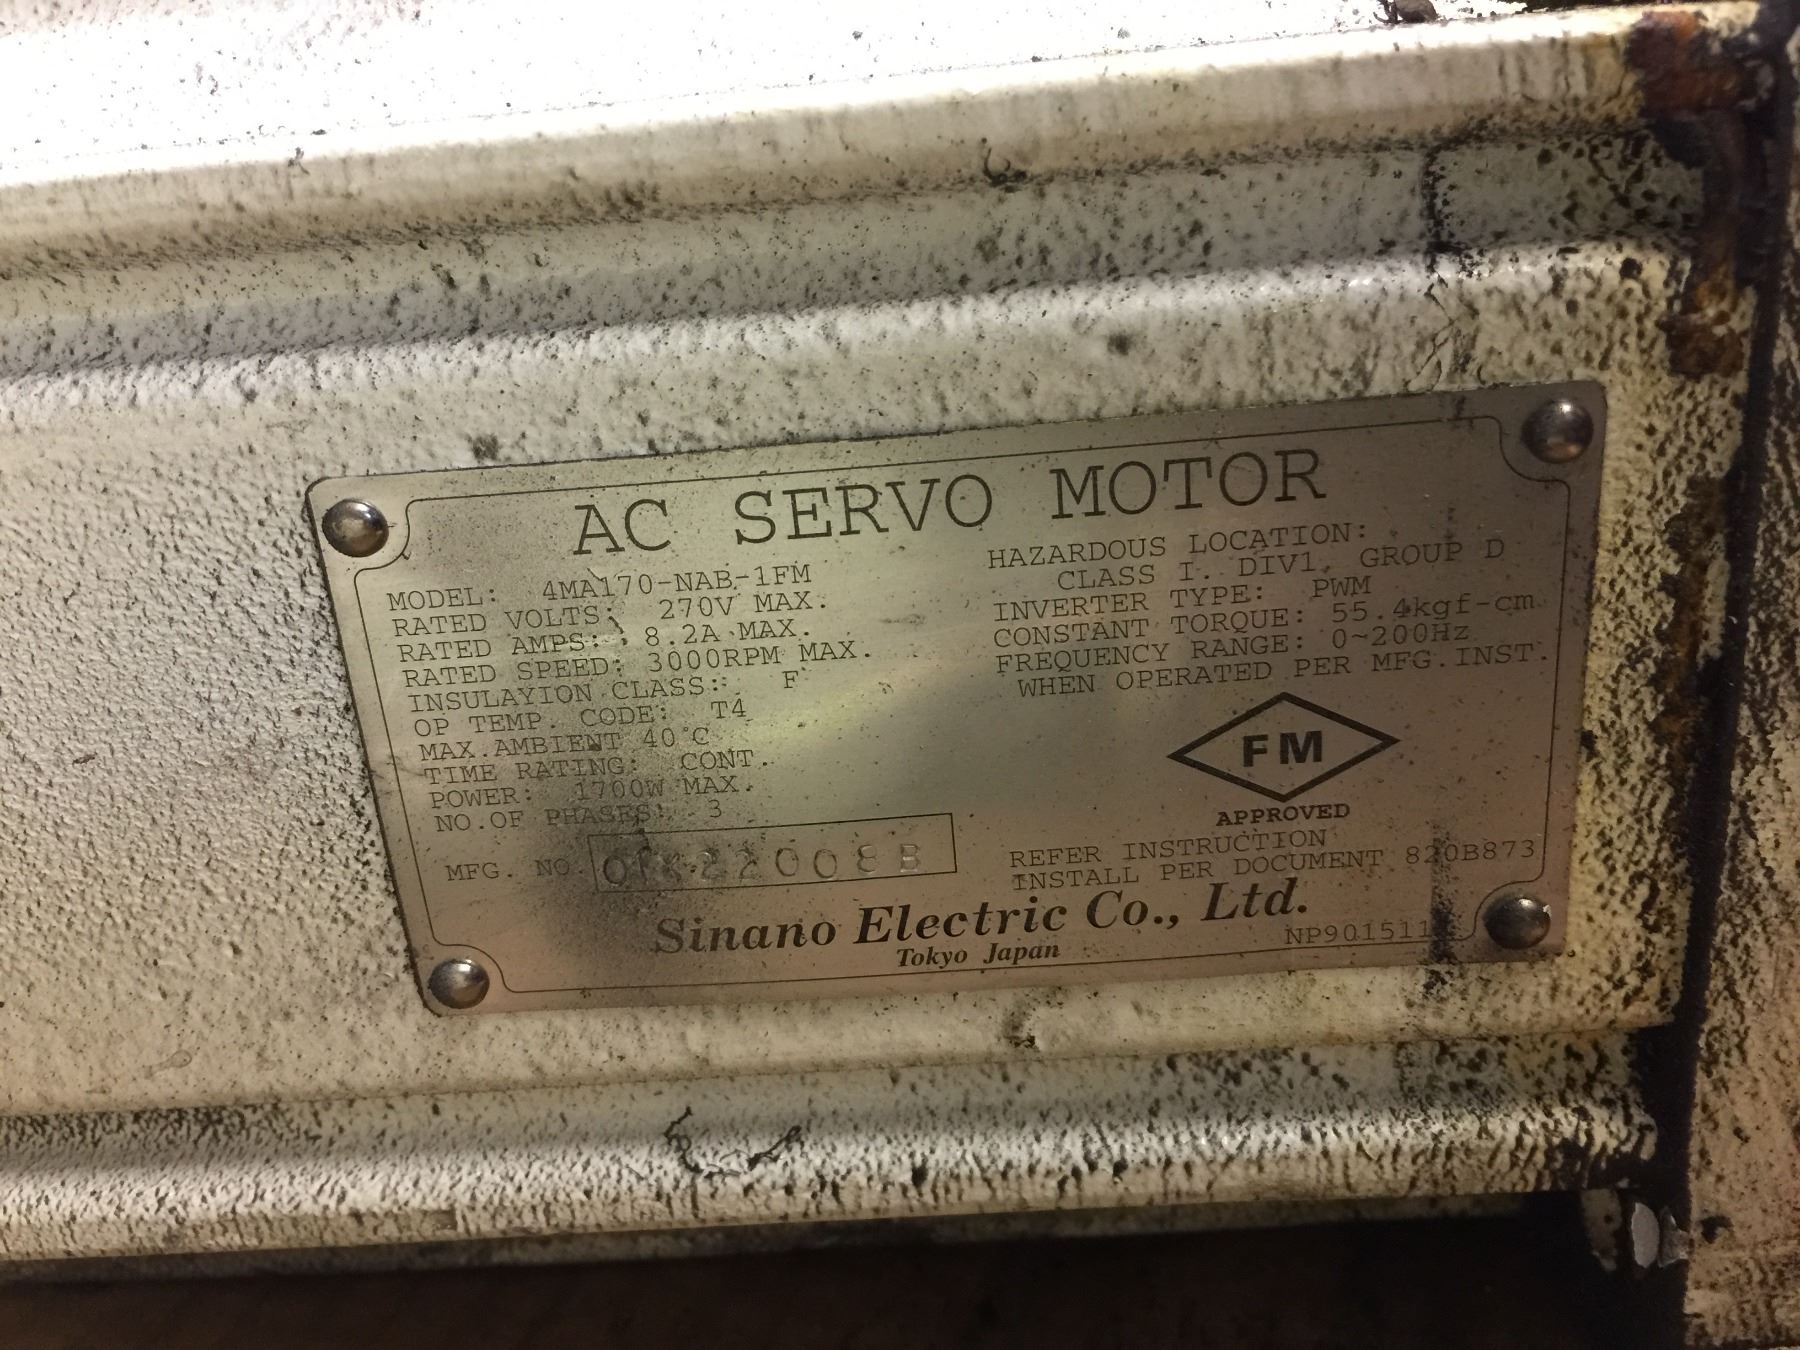 AC SERVO MOTOR
MODEL: 4MA170-NAB-1FM
RATED VOLTS: 270V MAX.
RATED AMPS: 8.2A MAX.
RATED SPEED: 3000RPM MAX.
INSULAYION CLASS: F
OP TEMP. CODE: T4
MAX.AMBIENT 40°C
TIME RATING: CONT.
POWER: 1700W MAX.
NO.OF PHASES: 3
MFG. NO.
HAZARDOUS LOCATION:
CLASS I. DIV1, GROUP D
INVERTER TYPE: PWM
CONSTANT TORQUE: 55.4kgf-cm
FREQUENCY RANGE: 0~200Hz
WHEN OPERATED PER MFG.INST.
FM
APPROVED
REFER INSTRUCTION
INSTALL PER DOCUMENT 820B873
Sinano Electric Co., Ltd.
Tokyo Japan